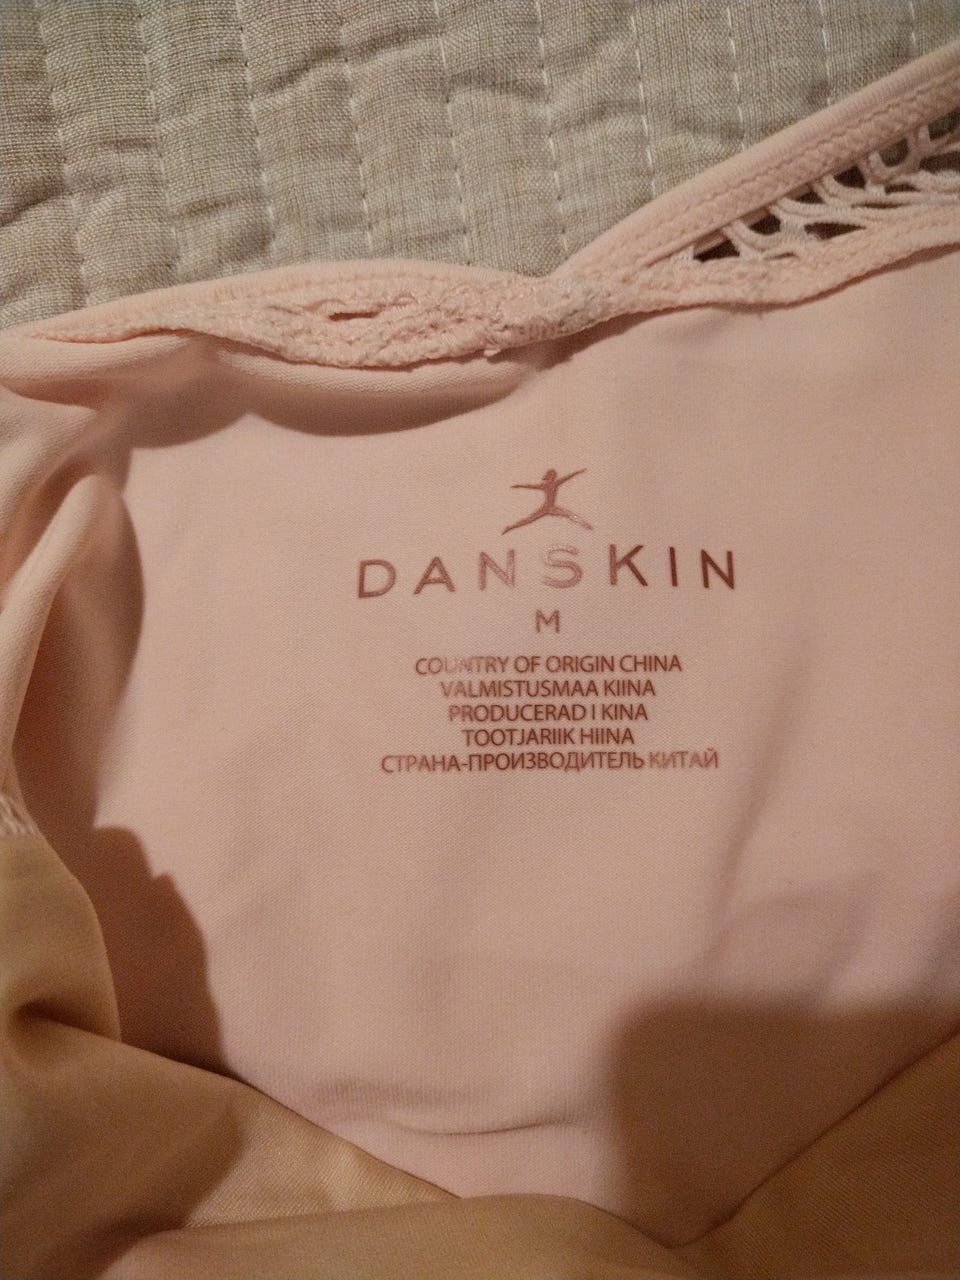 DANSKIN
M
COUNTRY OF ORIGIN CHINA
VALMISTUSMAA KIINA
PRODUCERAD I KINA
TOOTJARIIK HIINA
СТРАНА-ПРОИЗВОДИТЕЛЬ КИТАЙ